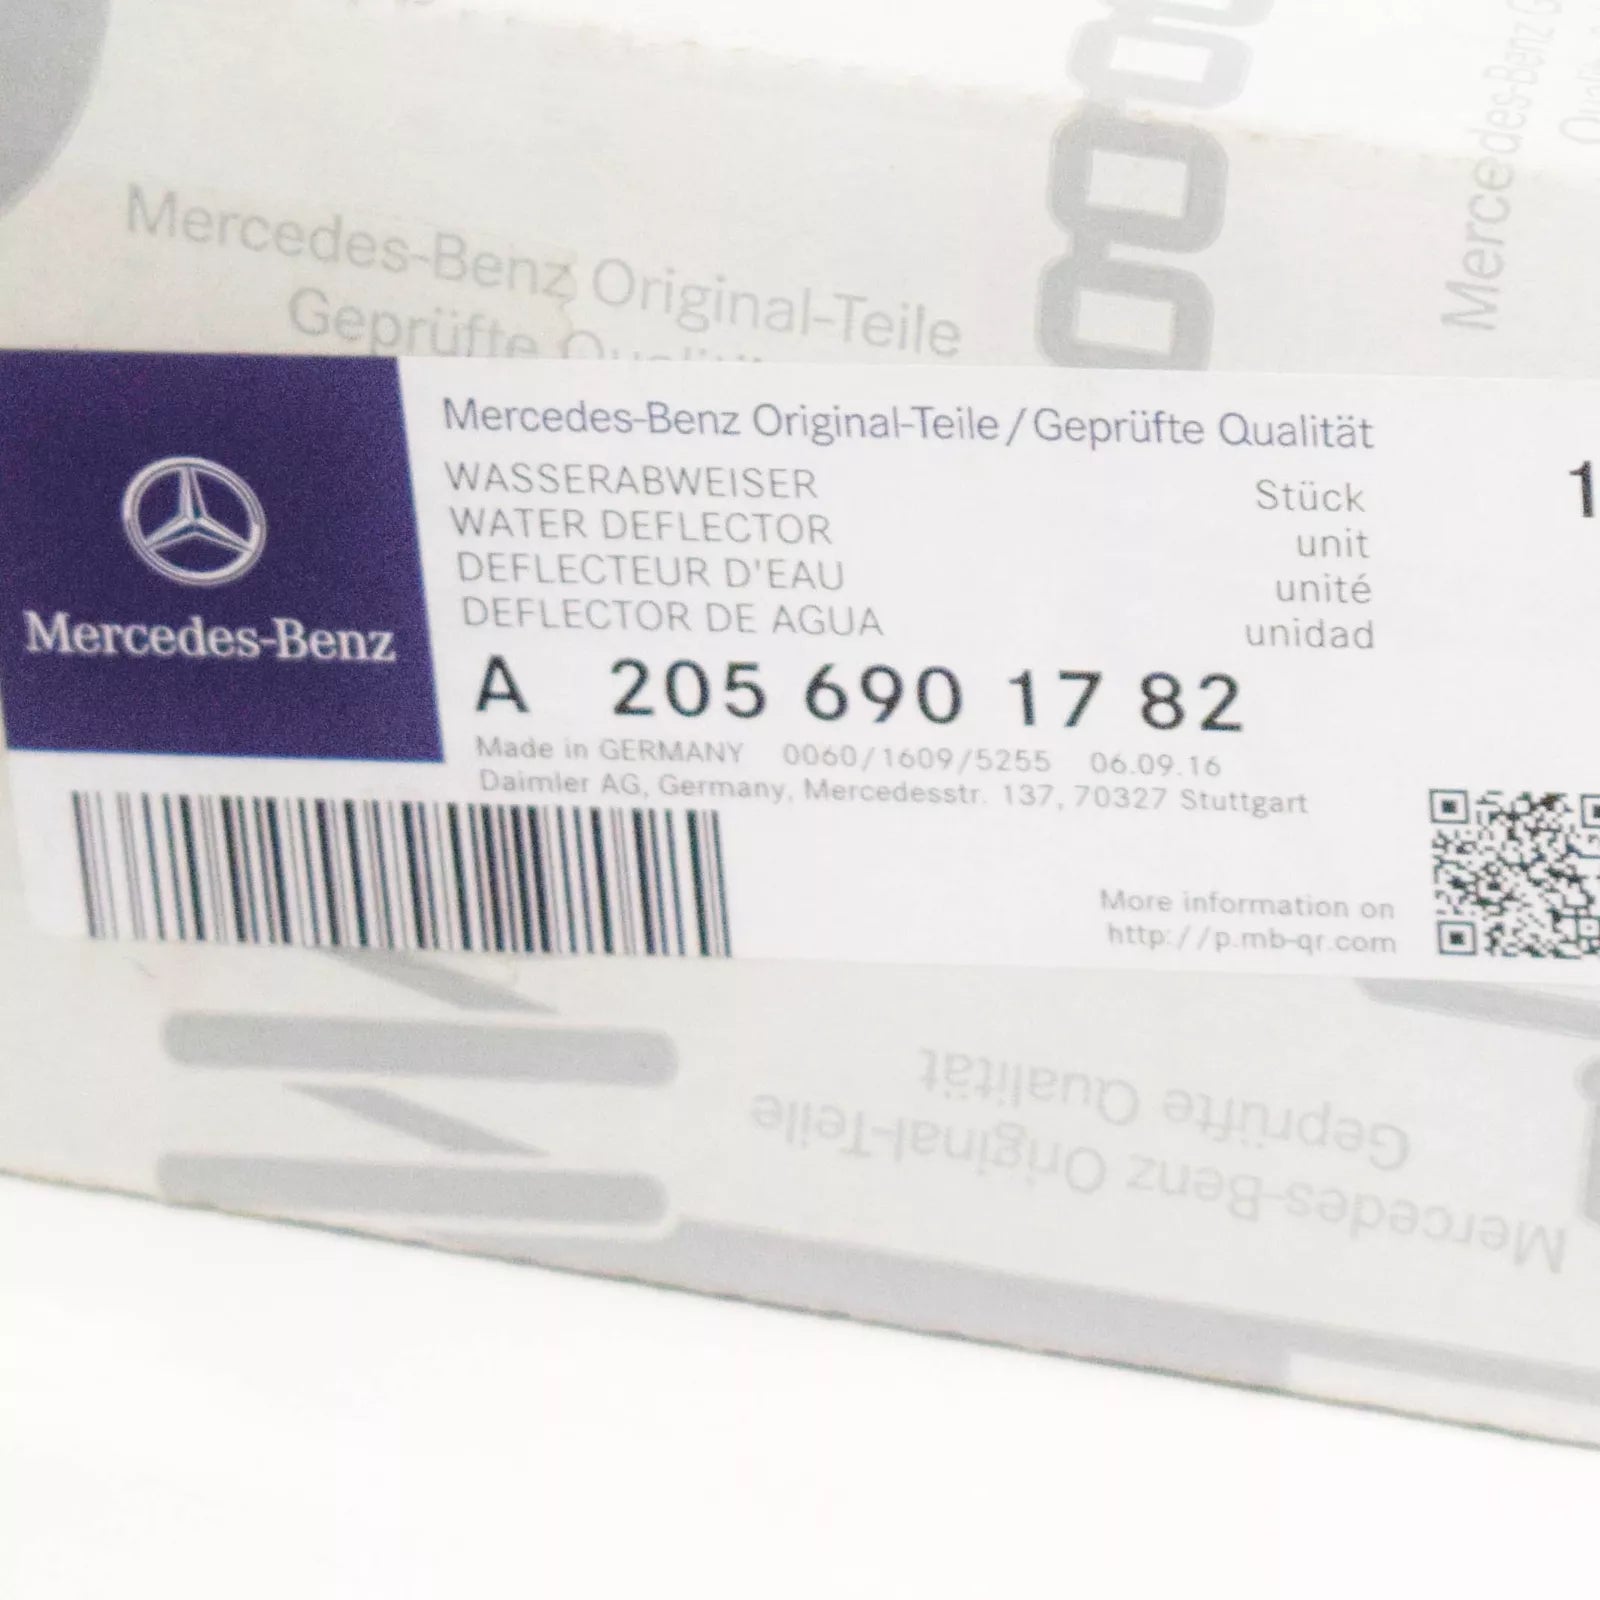 Mercedes-Benz Original-Teile
Geprüfte Qualität
Mercedes-Benz
Mercedes-Benz
Mercedes-Benz Original-Teile/Geprüfte Qualität
WASSERABWEISER
WATER DEFLECTOR
DEFLECTEUR D'EAU
DEFLECTOR DE AGUA
Stück 1
unit
unité
unidad
A 205 690 17 82
Made in GERMANY 0060/1609/5255 06.09.16
Daimler AG, Germany, Mercedesstr. 137, 70327 Stuttgart
More information on
http://p.mb-qr.com
Mercedes-Benz Original-Teile
Geprüfte Qualität